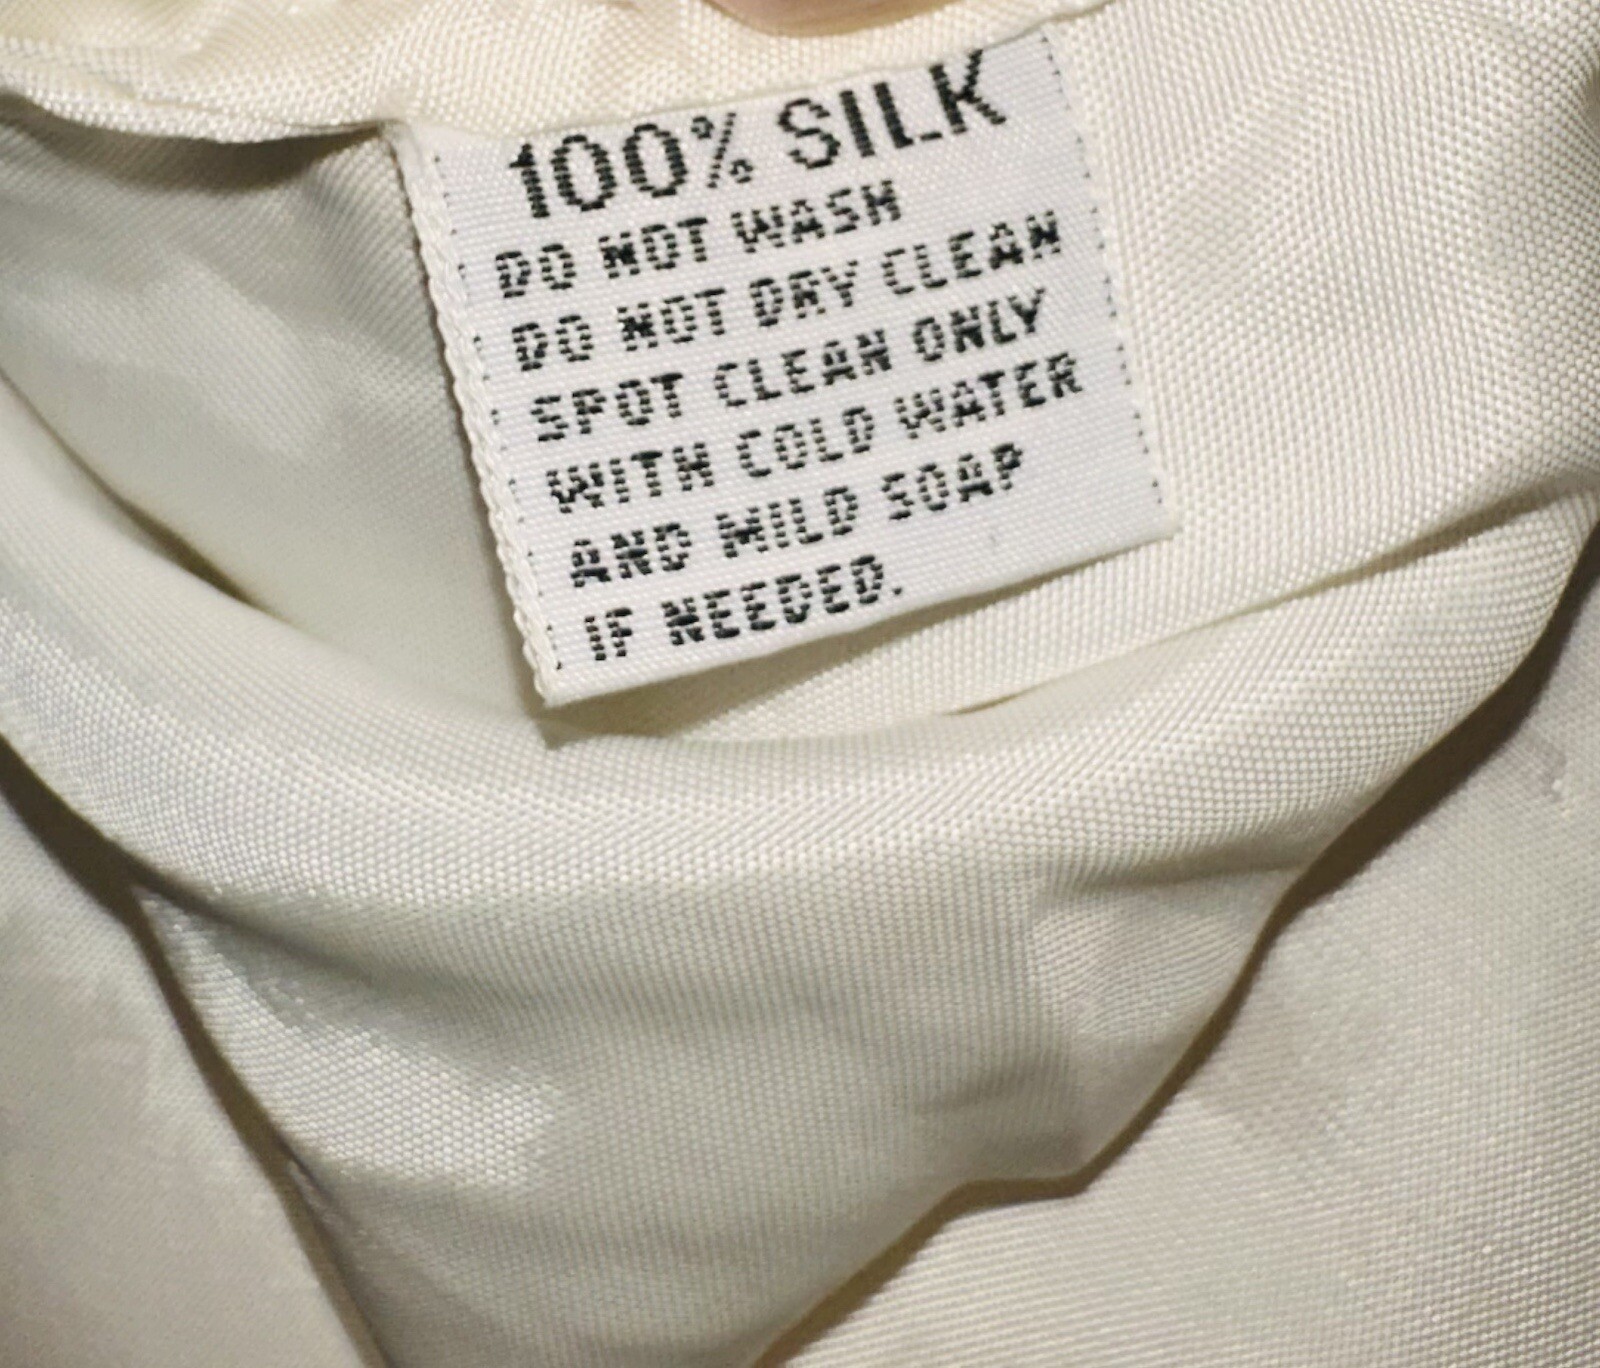 100% SILK
DO NOT WASH
DO NOT DRY CLEAN
SPOT CLEAN ONLY
WITH COLD WATER
AND MILD SOAP
IF NEEDED.